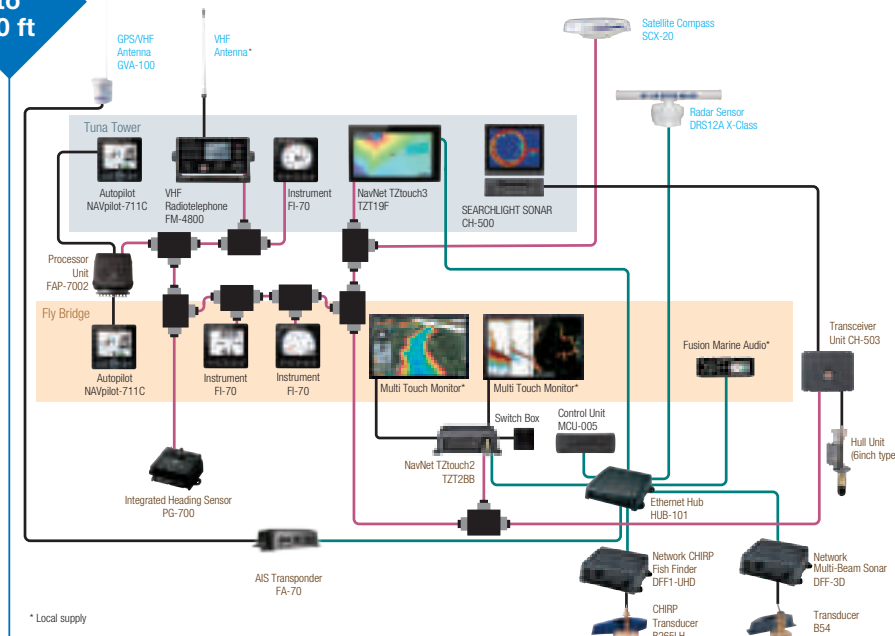 to
0 ft
GPS/VHF
Antenna
GVA-100
VHF
Antenna*
Satellite Compass
SCX-20
Radar Sensor
DRS12A X-Class
Tuna Tower
Autopilot
NAVpilot-711C
VHF
Radiotelephone
FM-4800
Instrument
FI-70
NavNet TZtouch3
TZT19F
SEARCHLIGHT SONAR
CH-500
Processor
Unit
FAP-7002
Fly Bridge
Autopilot
NAVpilot-711C
Instrument
FI-70
Instrument
FI-70
Multi Touch Monitor*
Multi Touch Monitor*
Fusion Marine Audio*
Transceiver
Unit CH-503
Switch Box
Control Unit
MCU-005
NavNet TZtouch2
TZT2BB
Hull Unit
(6inch type
Integrated Heading Sensor
PG-700
Ethernet Hub
HUB-101
AIS Transponder
FA-70
Network CHIRP
Fish Finder
DFF1-UHD
Network
Multi-Beam Sonar
DFF-3D
CHIRP
Transducer
Transducer
B54
* Local supply